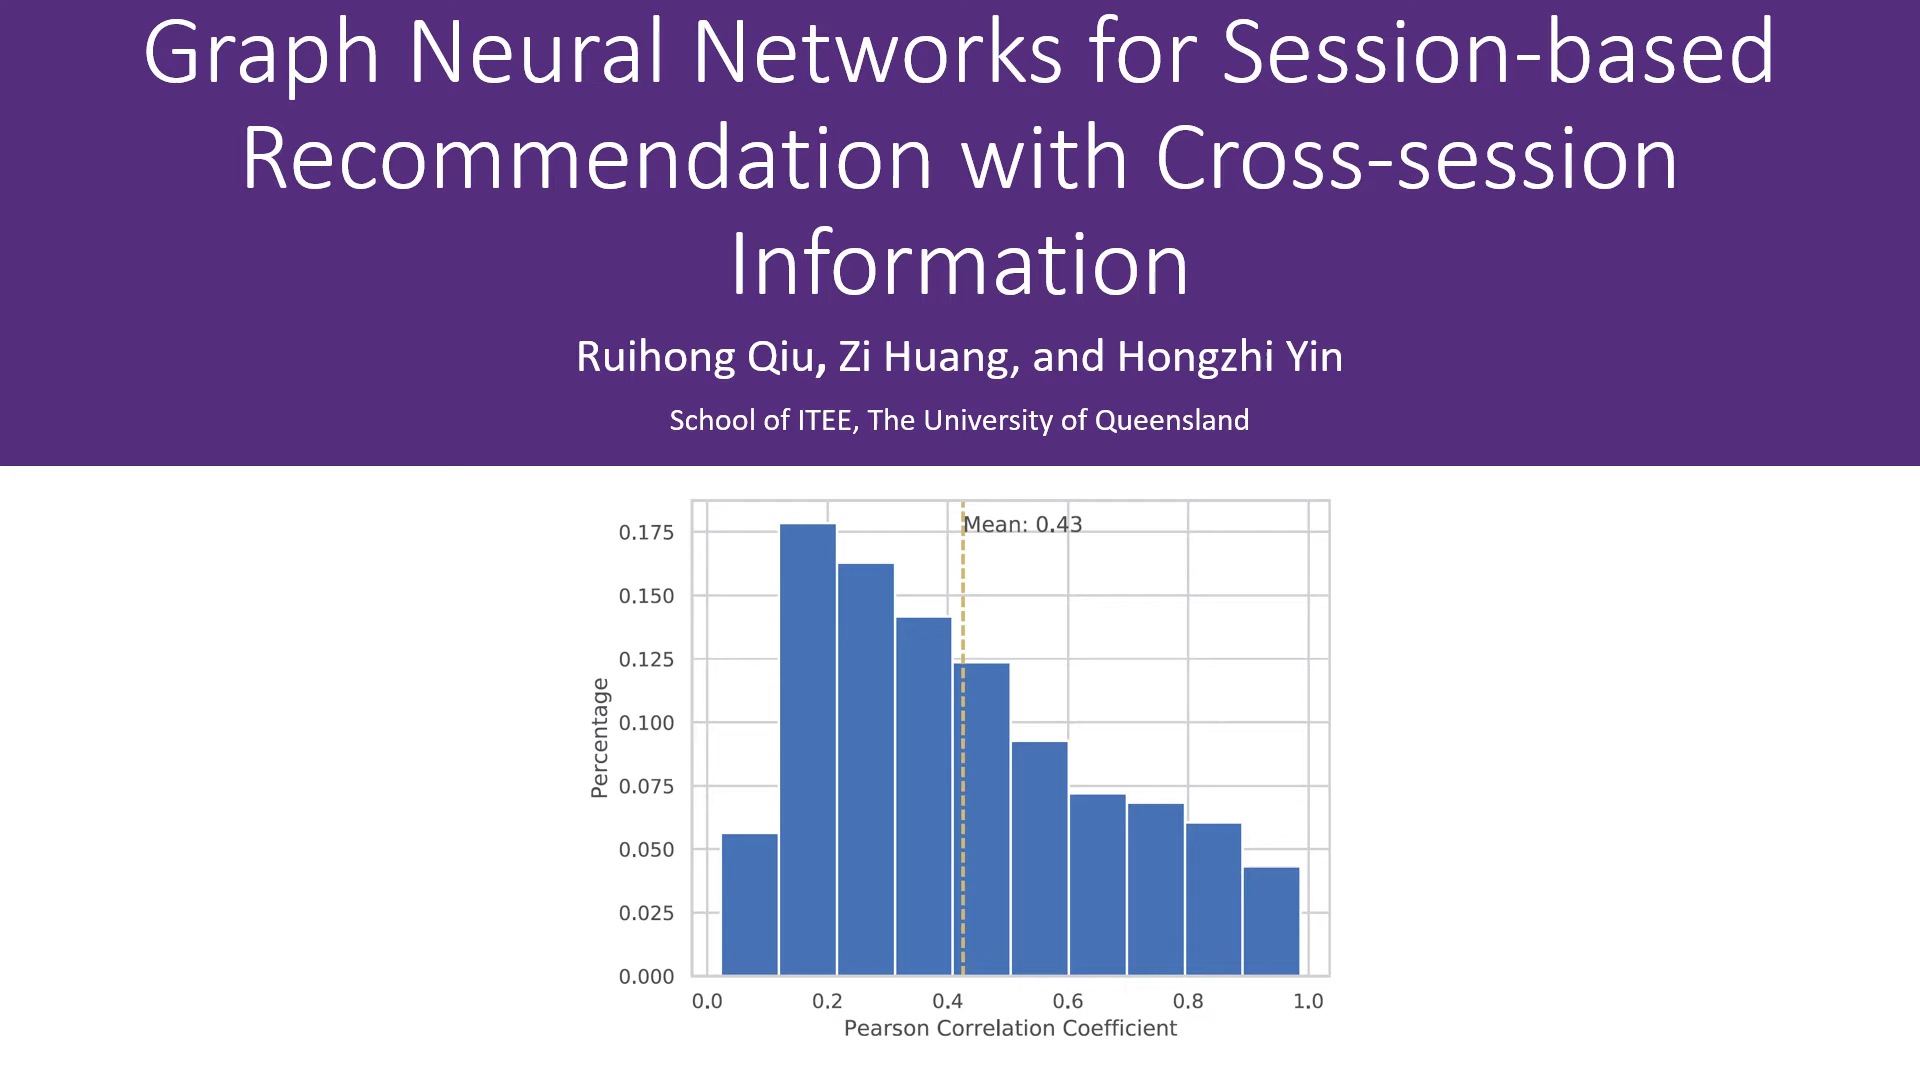 Graph Neural Networks for Session-based
Recommendation with Cross-session
Information
Ruihong Qiu, Zi Huang, and Hongzhi Yin
School of ITEE, The University of Queensland
Mean: 0.43
0.175
0.150
0.125
0.100
0.075
0.050
0.025
0.000
Percentage
0.0 0.2 0.4 0.6 0.8 1.0
Pearson Correlation Coefficient